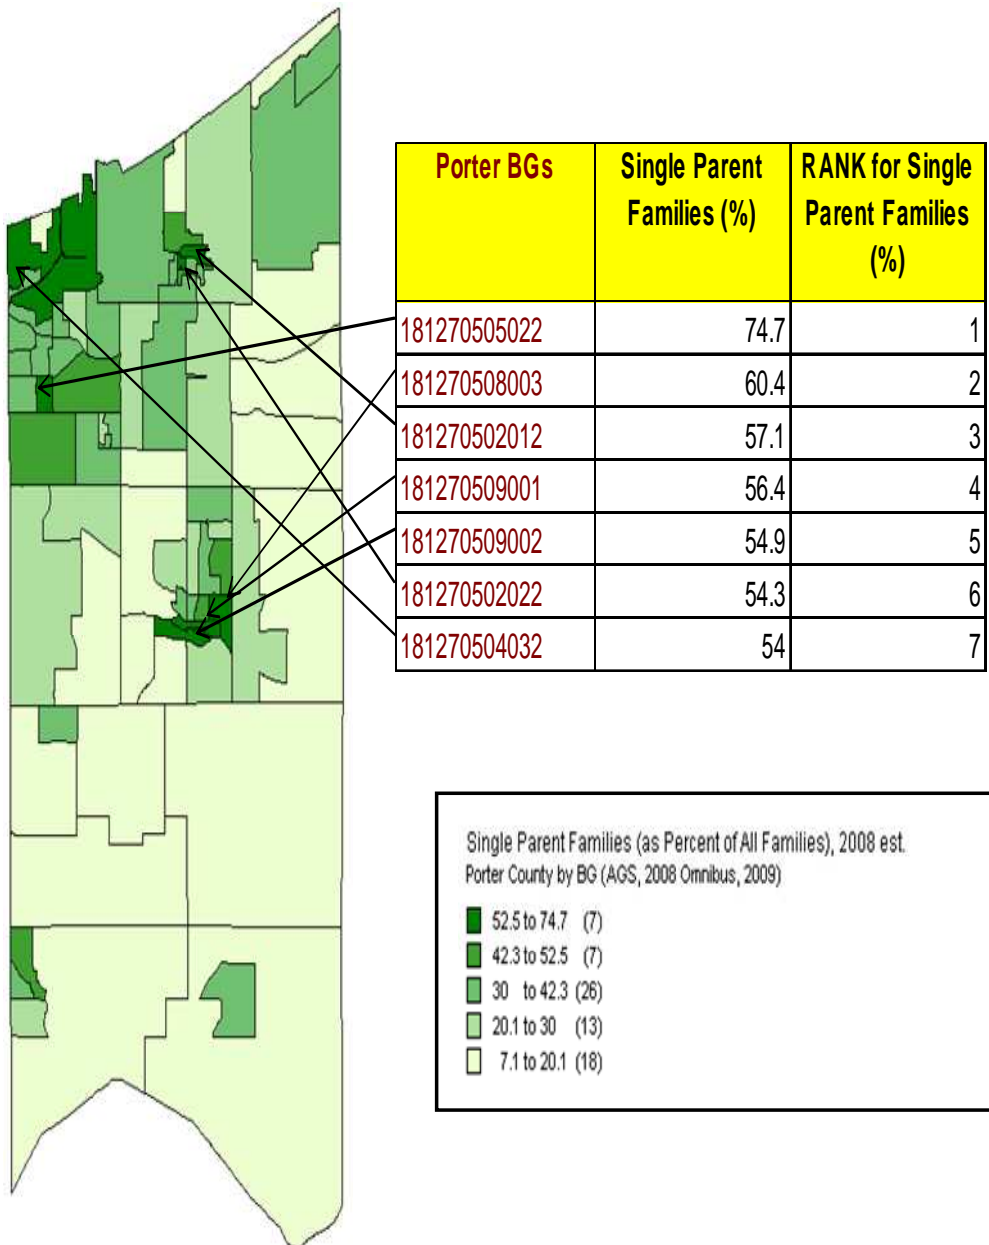 Porter BGs Single Parent Families (%) RANK for Single Parent Families (%)
181270505022 74.7 1
181270508003 60.4 2
181270502012 57.1 3
181270509001 56.4 4
181270509002 54.9 5
181270502022 54.3 6
181270504032 54 7
Single Parent Families (as Percent of All Families), 2008 est.
Porter County by BG (AGS, 2008 Omnibus, 2009)
52.5 to 74.7 (7)
42.3 to 52.5 (7)
30 to 42.3 (26)
20.1 to 30 (13)
7.1 to 20.1 (18)